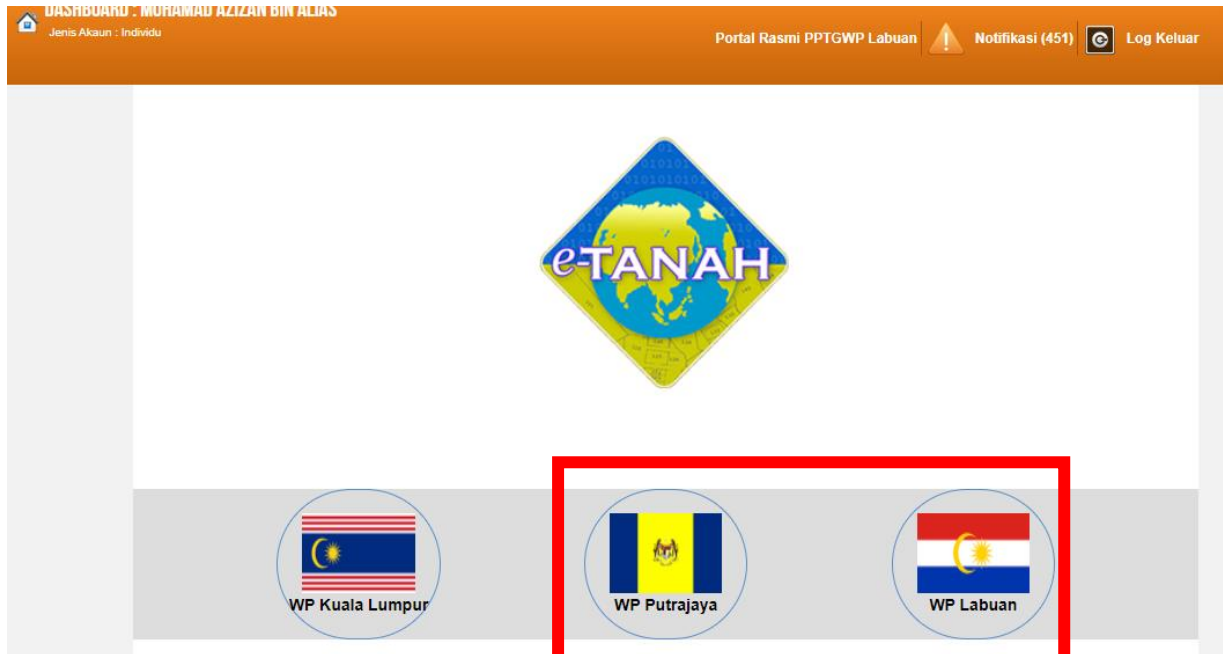 DASHBOARD : MOHAMAD AZIZAN BIN ALIAS
Jenis Akaun : Individu
Portal Rasmi PPTGWP Labuan
Notifikasi (451)
Log Keluar
e-TANAH
WP Kuala Lumpur
WP Putrajaya
WP Labuan